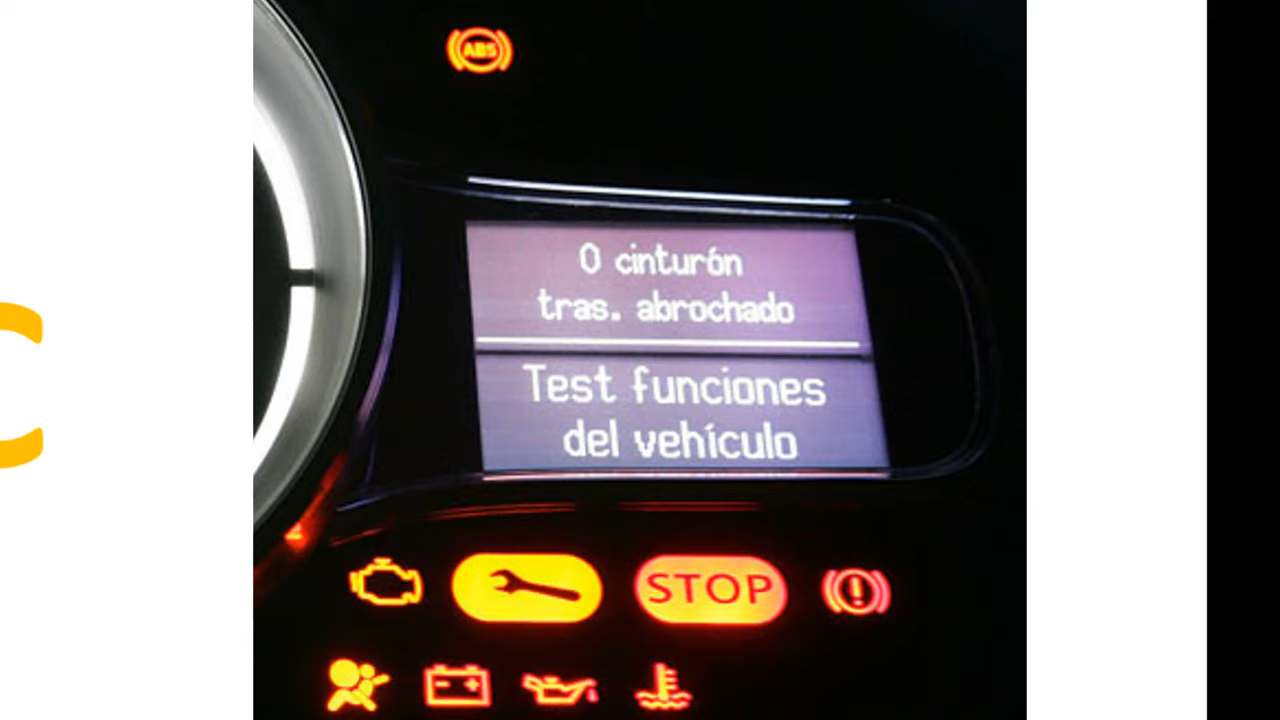 ABS
0 cinturón
tras. abrochado
Test funciones
del vehículo
STOP